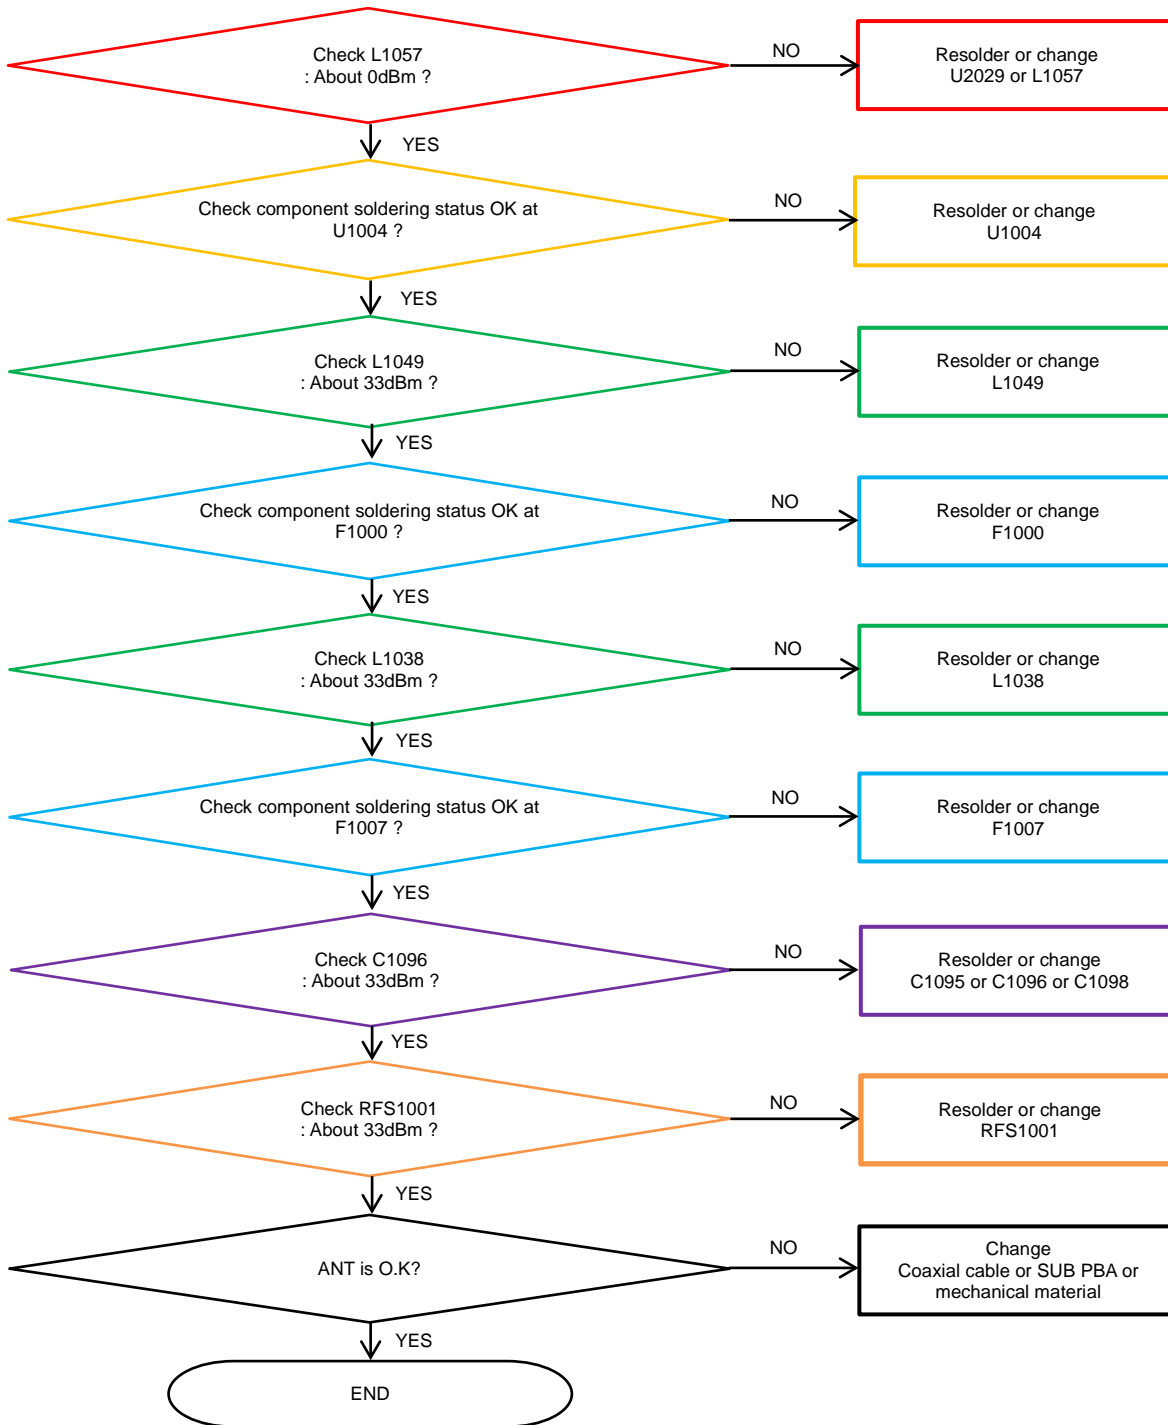 Check L1057
: About 0dBm ?
NO
Resolder or change
U2029 or L1057
YES
Check component soldering status OK at
U1004 ?
NO
Resolder or change
U1004
YES
Check L1049
: About 33dBm ?
NO
Resolder or change
L1049
YES
Check component soldering status OK at
F1000 ?
NO
Resolder or change
F1000
YES
Check L1038
: About 33dBm ?
NO
Resolder or change
L1038
YES
Check component soldering status OK at
F1007 ?
NO
Resolder or change
F1007
YES
Check C1096
: About 33dBm ?
NO
Resolder or change
C1095 or C1096 or C1098
YES
Check RFS1001
: About 33dBm ?
NO
Resolder or change
RFS1001
YES
ANT is O.K?
NO
Change
Coaxial cable or SUB PBA or
mechanical material
YES
END